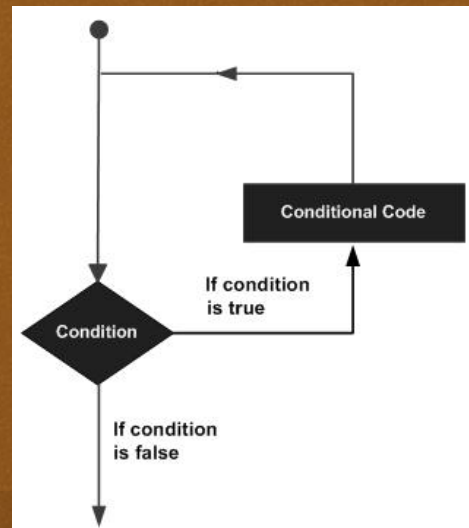 Conditional Code
If condition
is true
Condition
If condition
is false